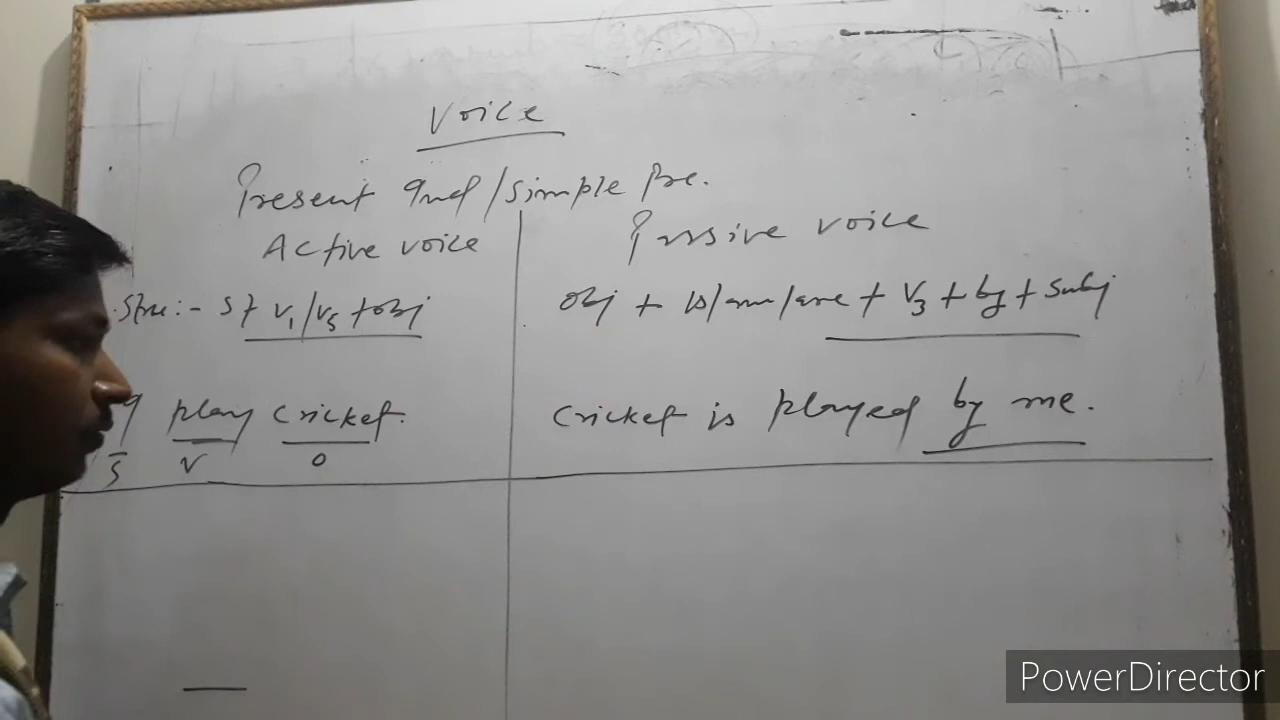 Voice
Present Ind/Simple Pre.
Active voice
Passive voice
Stru:- S + V1/V5 + obj
Obj + is/am/are + V3 + by + Subj
I play cricket.
S V O
Cricket is played by me.
PowerDirector